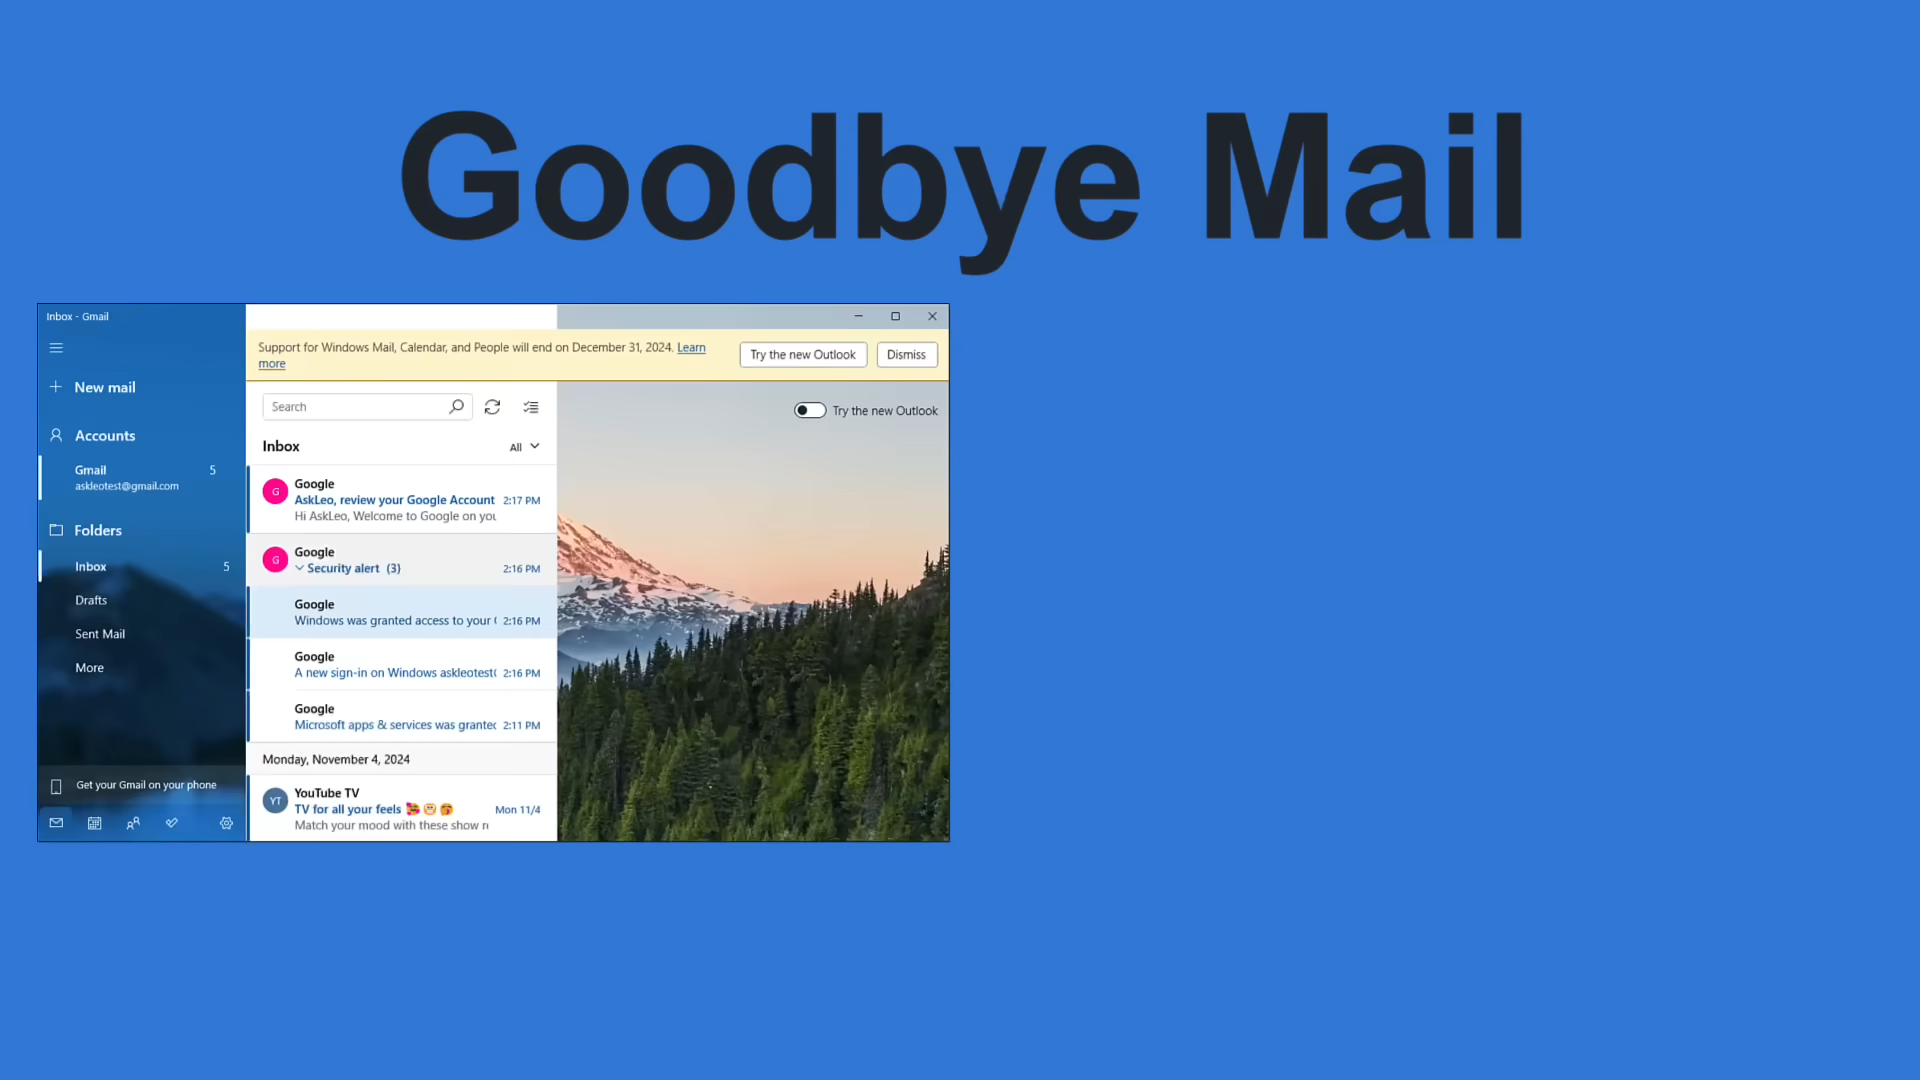 Goodbye Mail
Inbox - Gmail
Support for Windows Mail, Calendar, and People will end on December 31, 2024. Learn
more
Try the new Outlook
Dismiss
New mail
Accounts
Gmail 5
askleotest@gmail.com
Folders
Inbox 5
Drafts
Sent Mail
More
Get your Gmail on your phone
Search
Inbox
All
G
Google
AskLeo, review your Google Account 2:17 PM
Hi AskLeo, Welcome to Google on you
G
Google
Security alert (3) 2:16 PM
Google
Windows was granted access to your 2:16 PM
Google
A new sign-in on Windows askleotest 2:16 PM
Google
Microsoft apps & services was granted 2:11 PM
Monday, November 4, 2024
YT
YouTube TV
TV for all your feels 🥰😁🥳 Mon 11/4
Match your mood with these show
Try the new Outlook